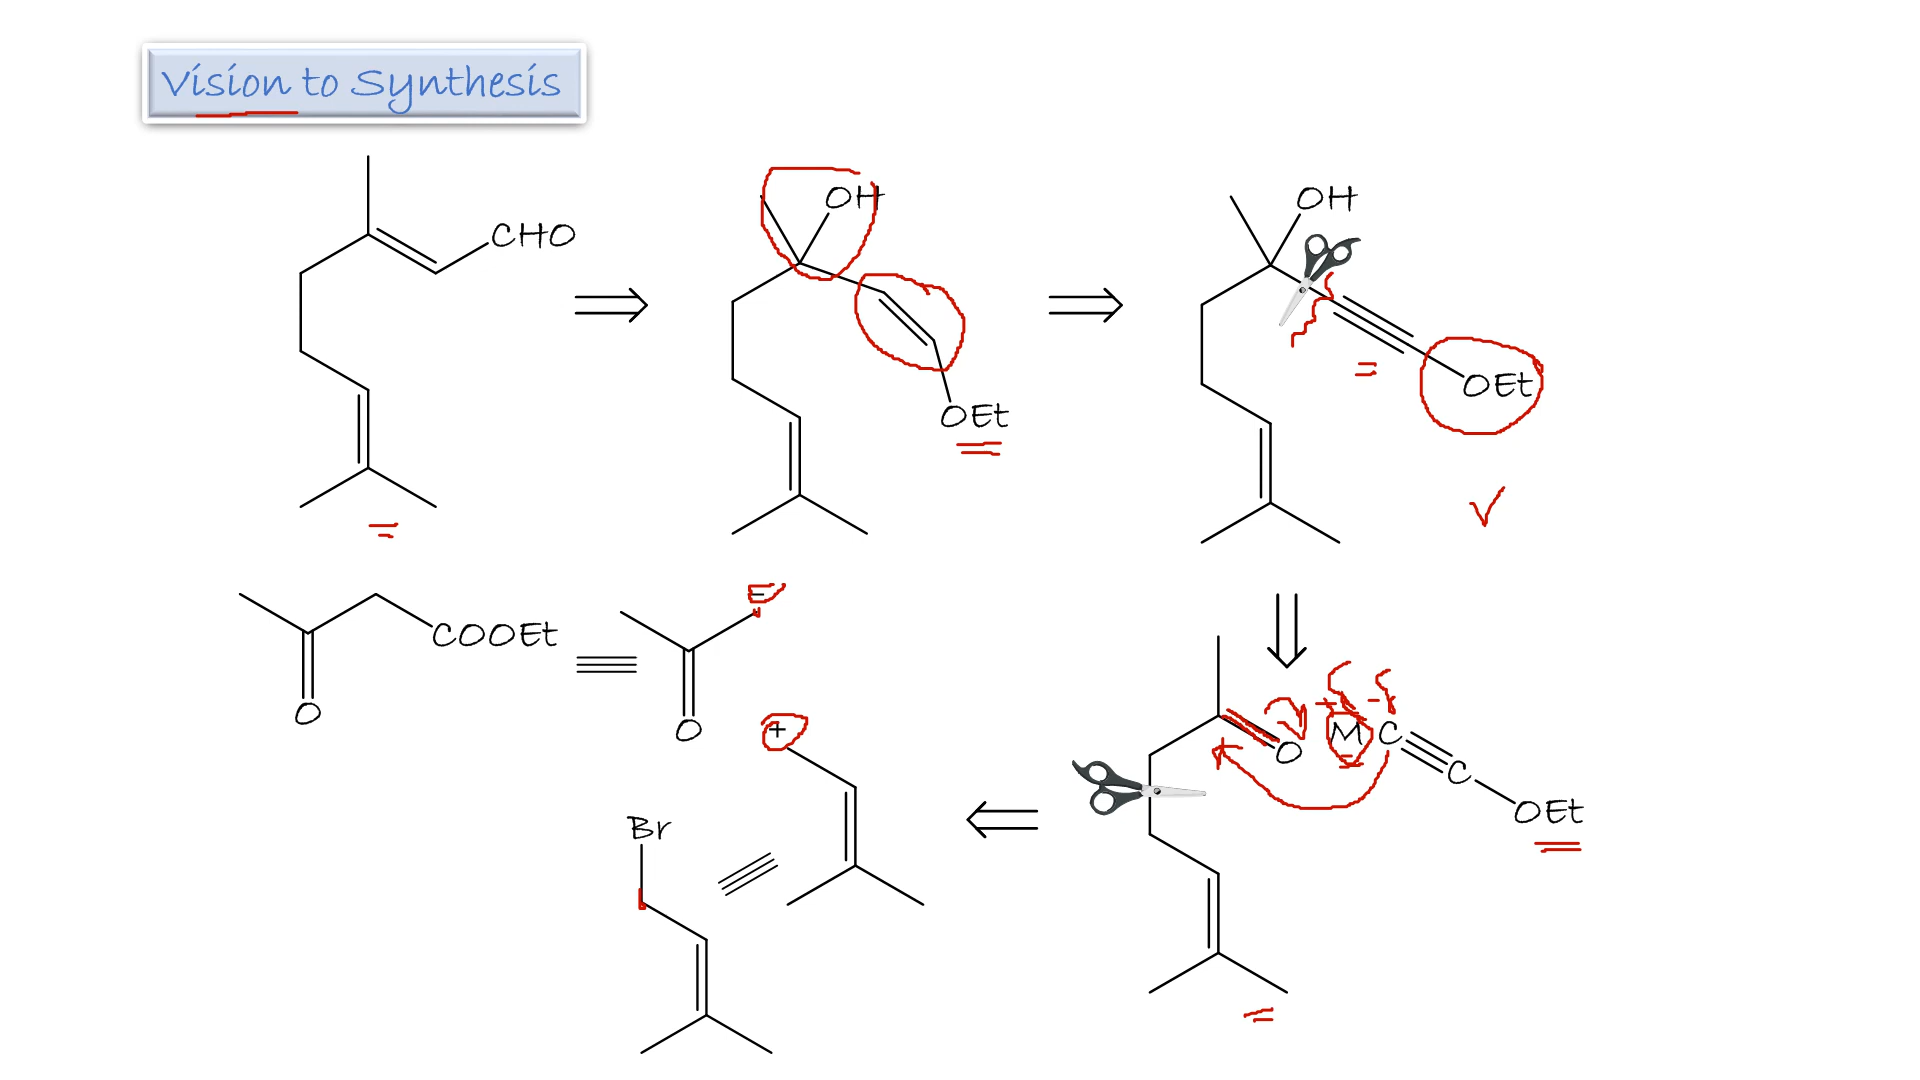 Vision to Synthesis
CHO
OH
OEt
OH
OEt
COOEt
O
−
O
+
Br
O
+ −
M C
C
OEt